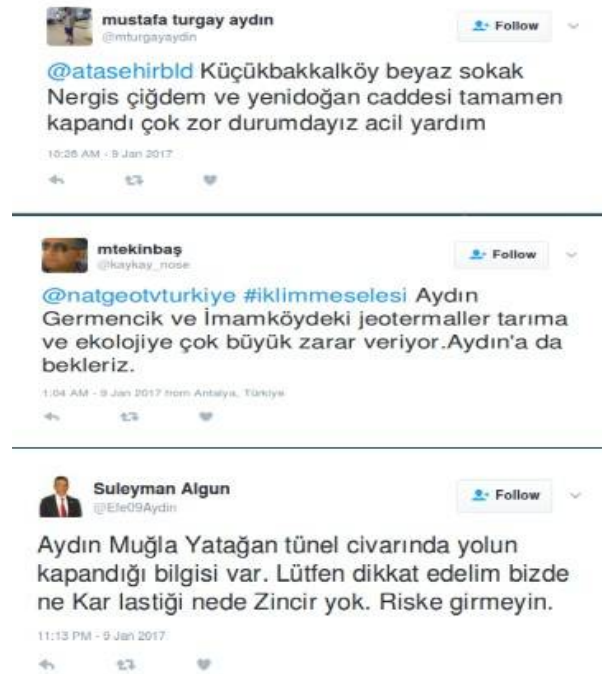 mustafa turgay aydın
Follow
@mturgayaydin
@atasehirbld Küçükbakkalköy beyaz sokak
Nergis çiğdem ve yenidoğan caddesi tamamen
kapandı çok zor durumdayız acil yardım
10:26 AM - 9 Jan 2017
mtekinbaş
Follow
@kaykay_nose
@natgeotvturkiye #iklimmeselesi Aydın
Germencik ve İmamköydeki jeotermaller tarıma
ve ekolojiye çok büyük zarar veriyor.Aydın'a da
bekleriz.
1:04 AM - 9 Jan 2017 from Antalya, Türkiye
Suleyman Algun
Follow
@Efe09Aydin
Aydın Muğla Yatağan tünel civarında yolun
kapandığı bilgisi var. Lütfen dikkat edelim bizde
ne Kar lastiği nede Zincir yok. Riske girmeyin.
11:13 PM - 9 Jan 2017